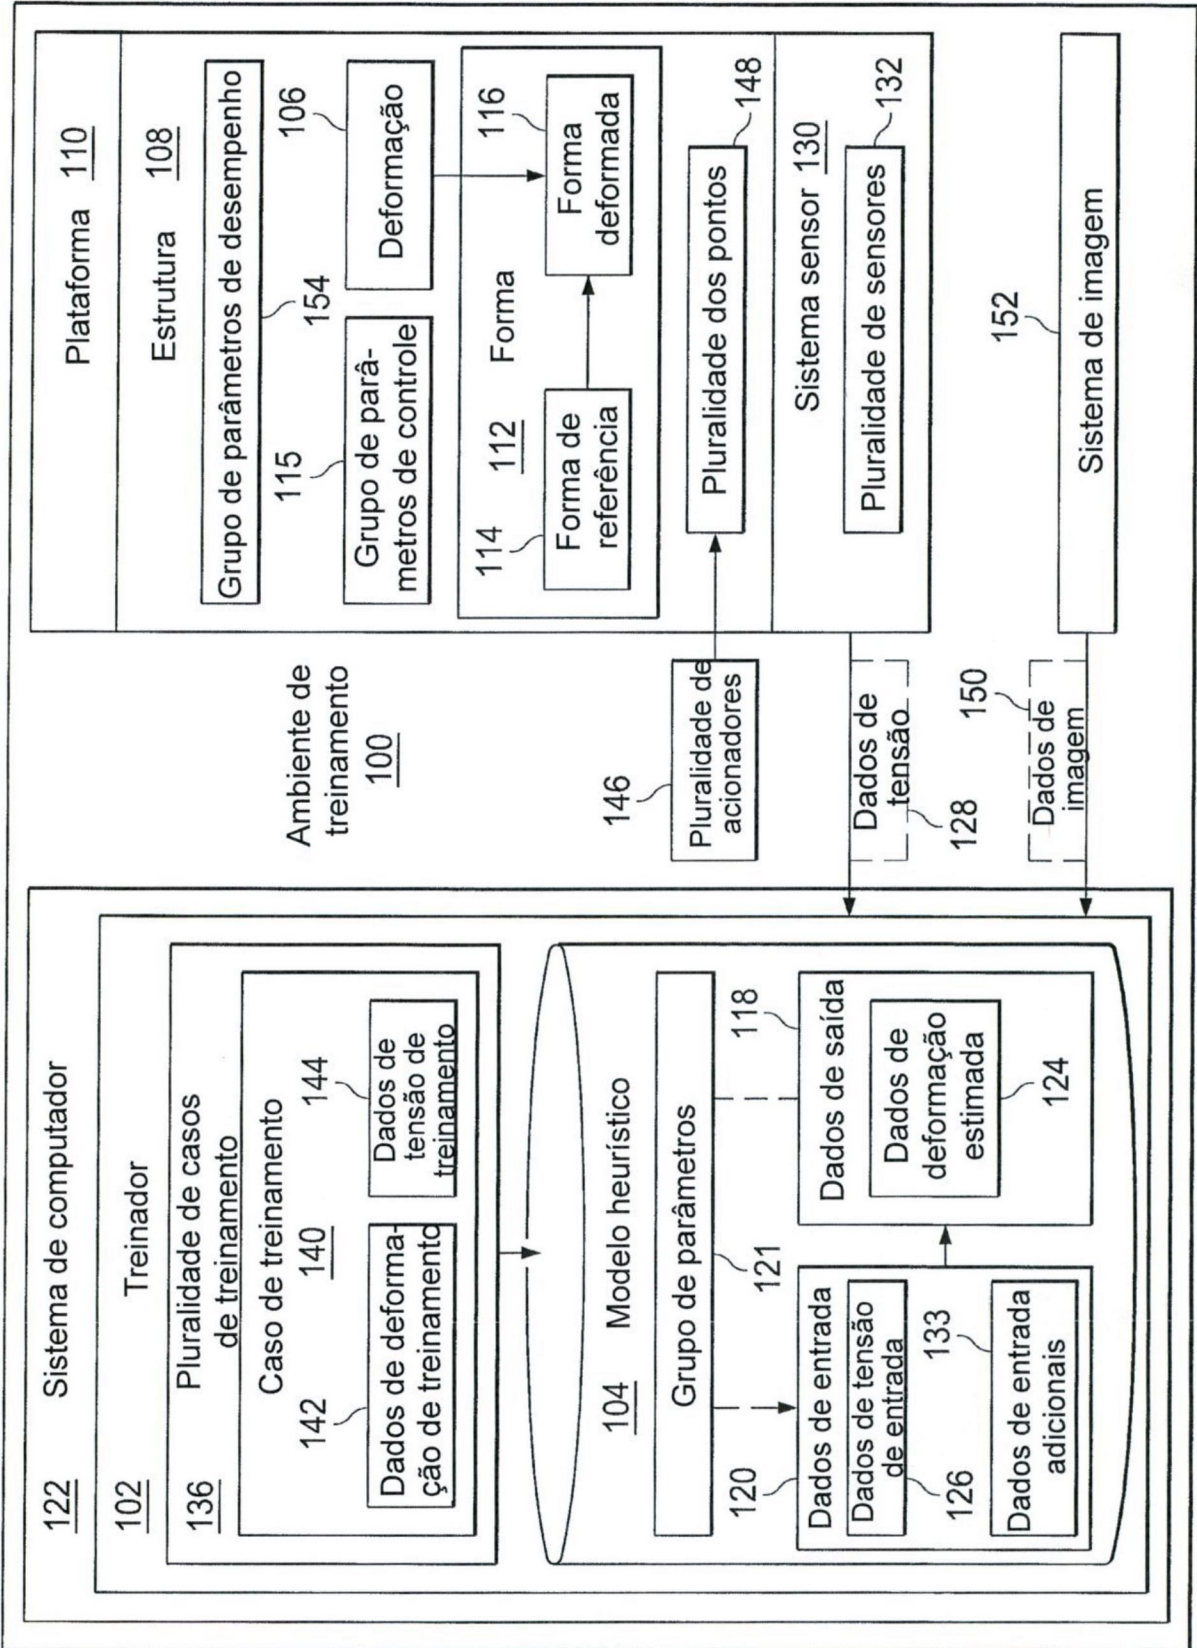 122
Sistema de computador
102
Treinador
136
Pluralidade de casos
de treinamento
Caso de treinamento
140
142
144
Dados de deforma-
ção de treinamento
Dados de
tensão de
treinamento
104
Modelo heurístico
Grupo de parâmetros
120
121
118
Dados de entrada
Dados de tensão
de entrada
126
133
Dados de entrada
adicionais
Dados de saída
Dados de
deformação
estimada
124
Ambiente de
treinamento
100
146
Pluralidade de
acionadores
Dados de
tensão
128
150
Dados de
imagem
Plataforma
110
Estrutura
108
Grupo de parâmetros de desempenho
154
115
106
Grupo de parâ-
metros de controle
Deformação
112
Forma
114
116
Forma de
referência
Forma
deformada
Pluralidade dos pontos
148
Sistema sensor
130
Pluralidade de sensores
132
152
Sistema de imagem